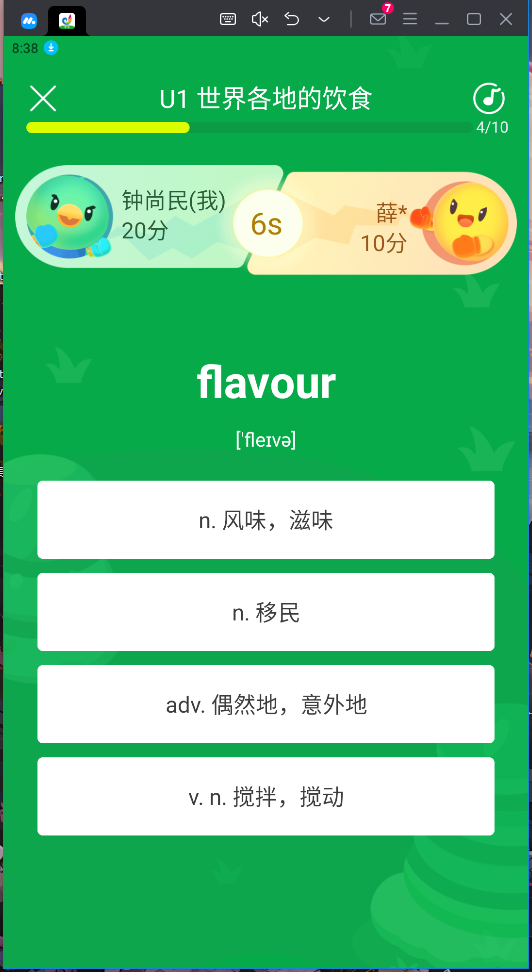 7
8:38
U1 世界各地的饮食
4/10
钟尚民(我)
20分
6s
薛*
10分
flavour
['fleɪvə]
n. 风味，滋味
n. 移民
adv. 偶然地，意外地
v. n. 搅拌，搅动